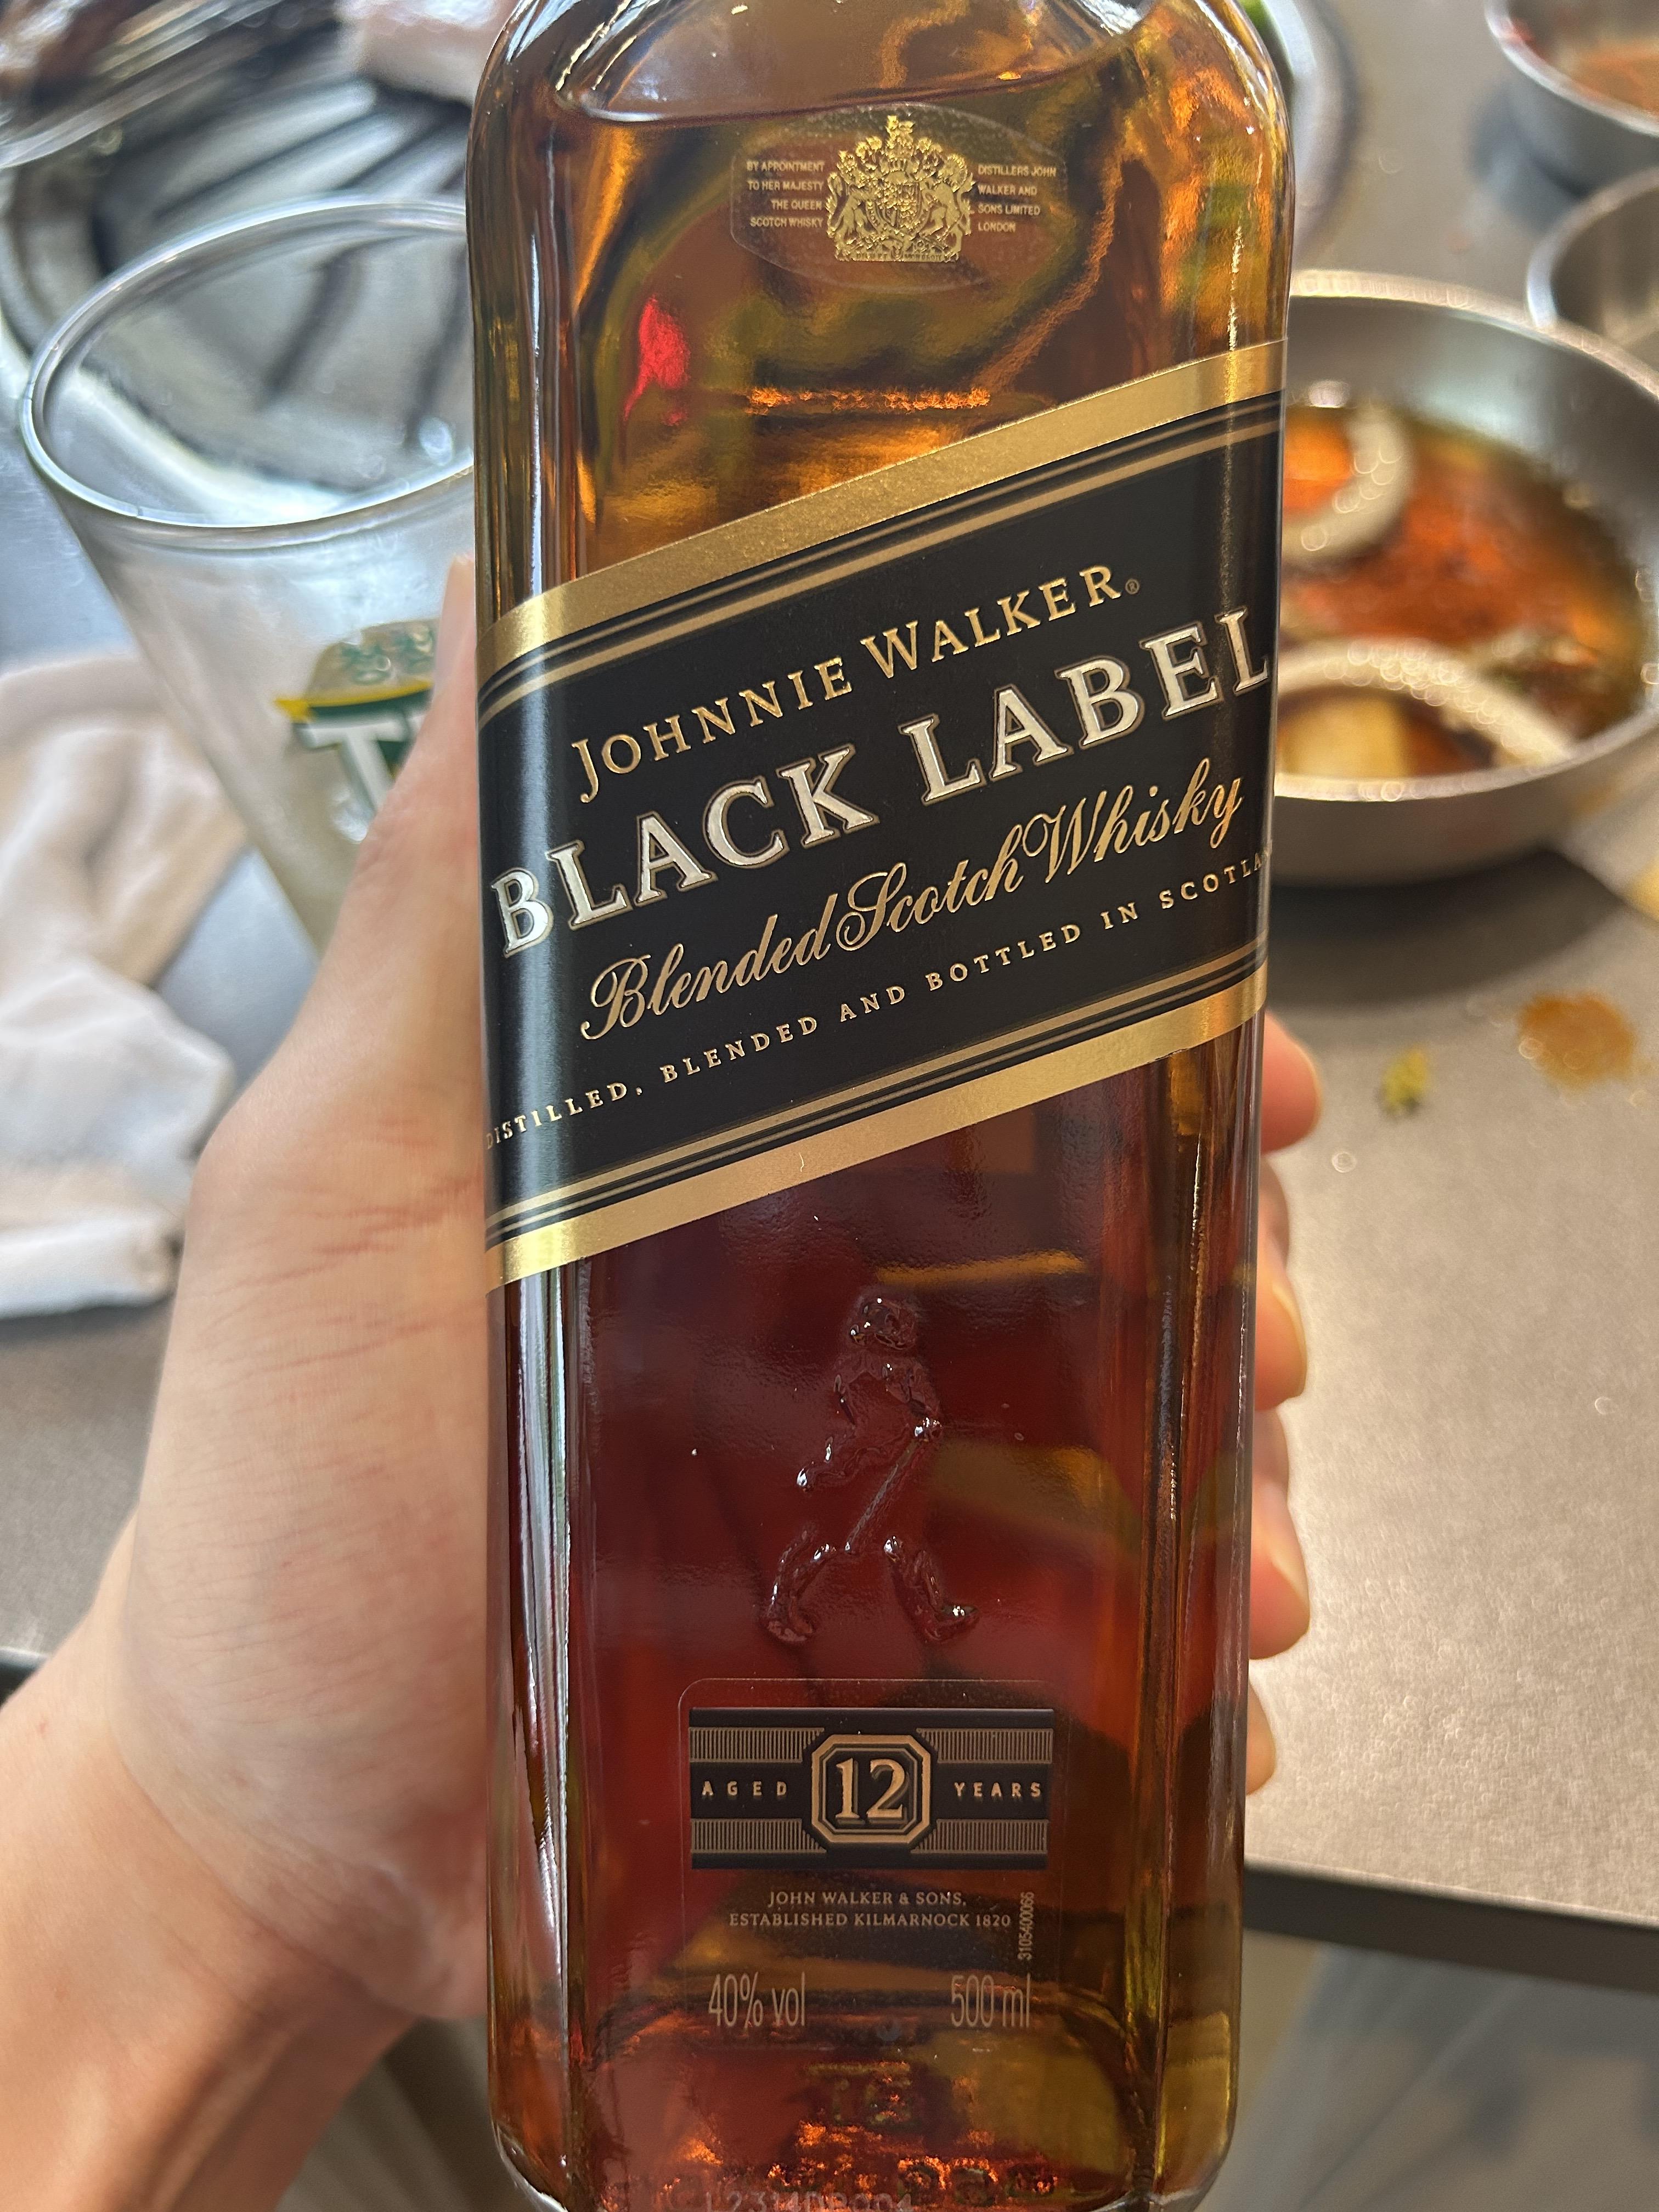 BY APPOINTMENT
TO HER MAJESTY
THE QUEEN
SCOTCH WHISKY
DISTILLERS JOHN
WALKER AND
SONS LIMITED
LONDON
JOHNNIE WALKER®
BLACK LABEL
Blended Scotch Whisky
DISTILLED, BLENDED AND BOTTLED IN SCOTLA
AGED 12 YEARS
JOHN WALKER & SONS,
ESTABLISHED KILMARNOCK 1820
3105400066
40% vol 500 ml